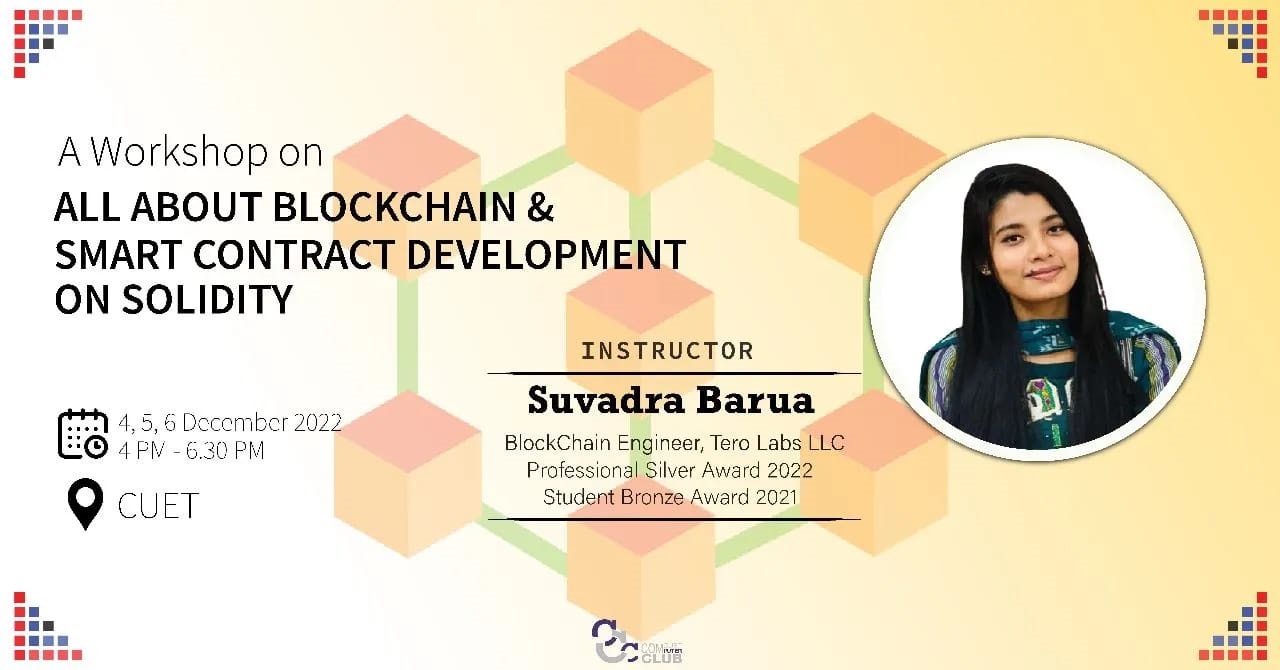 A Workshop on
ALL ABOUT BLOCKCHAIN &
SMART CONTRACT DEVELOPMENT
ON SOLIDITY
4, 5, 6 December 2022
4 PM - 6.30 PM
CUET
INSTRUCTOR
Suvadra Barua
BlockChain Engineer, Tero Labs LLC
Professional Silver Award 2022
Student Bronze Award 2021
COMPUTER
CLUB